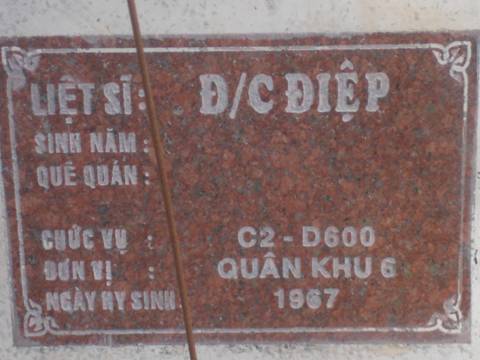 LIỆT SĨ: Đ/C ĐIỆP
SINH NĂM :
QUÊ QUÁN :
CHỨC VỤ : C2 - D600
ĐƠN VỊ : QUÂN KHU 6
NGÀY HY SINH 1967